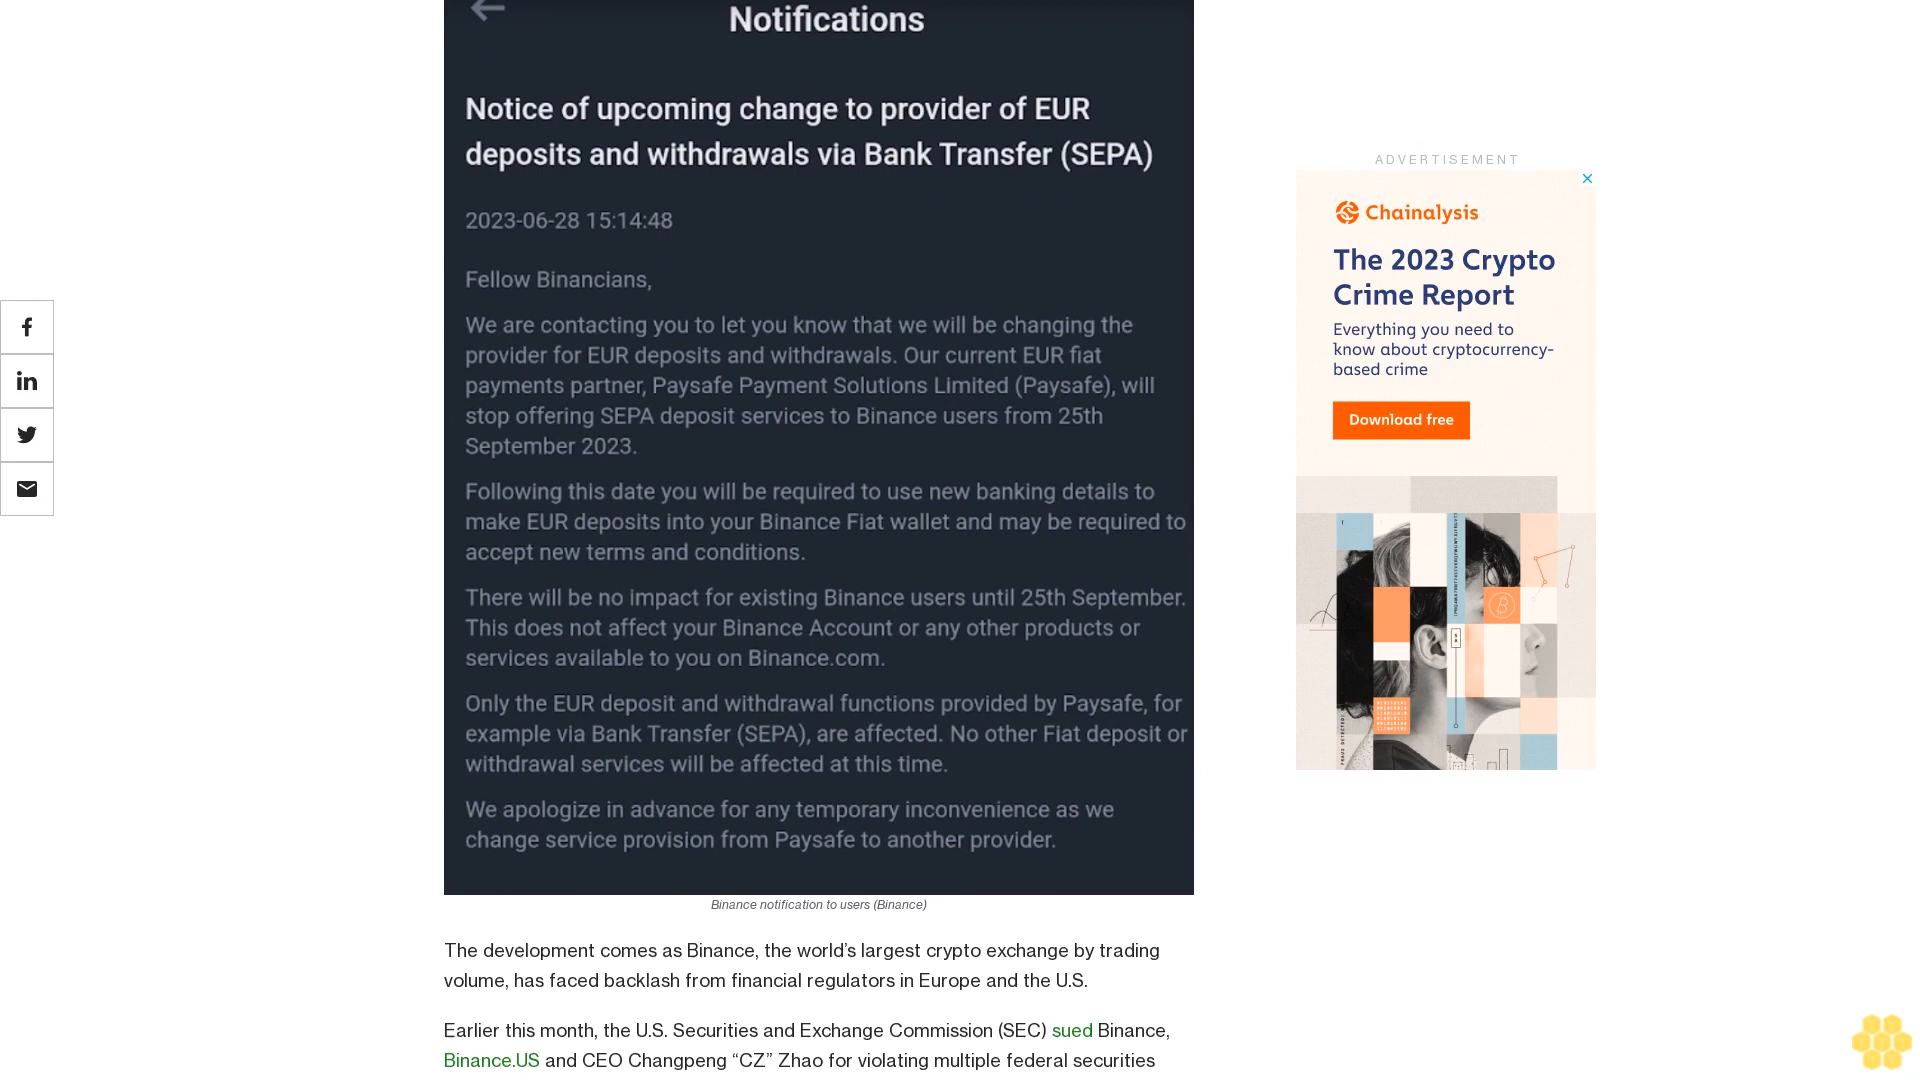 Notifications
Notice of upcoming change to provider of EUR
deposits and withdrawals via Bank Transfer (SEPA)
2023-06-28 15:14:48
Fellow Binancians,
We are contacting you to let you know that we will be changing the
provider for EUR deposits and withdrawals. Our current EUR fiat
payments partner, Paysafe Payment Solutions Limited (Paysafe), will
stop offering SEPA deposit services to Binance users from 25th
September 2023.
Following this date you will be required to use new banking details to
make EUR deposits into your Binance Fiat wallet and may be required to
accept new terms and conditions.
There will be no impact for existing Binance users until 25th September.
This does not affect your Binance Account or any other products or
services available to you on Binance.com.
Only the EUR deposit and withdrawal functions provided by Paysafe, for
example via Bank Transfer (SEPA), are affected. No other Fiat deposit or
withdrawal services will be affected at this time.
We apologize in advance for any temporary inconvenience as we
change service provision from Paysafe to another provider.
Binance notification to users (Binance)
The development comes as Binance, the world’s largest crypto exchange by trading
volume, has faced backlash from financial regulators in Europe and the U.S.
Earlier this month, the U.S. Securities and Exchange Commission (SEC) sued Binance,
Binance.US and CEO Changpeng “CZ” Zhao for violating multiple federal securities
ADVERTISEMENT
Chainalysis
The 2023 Crypto
Crime Report
Everything you need to
know about cryptocurrency-
based crime
Download free